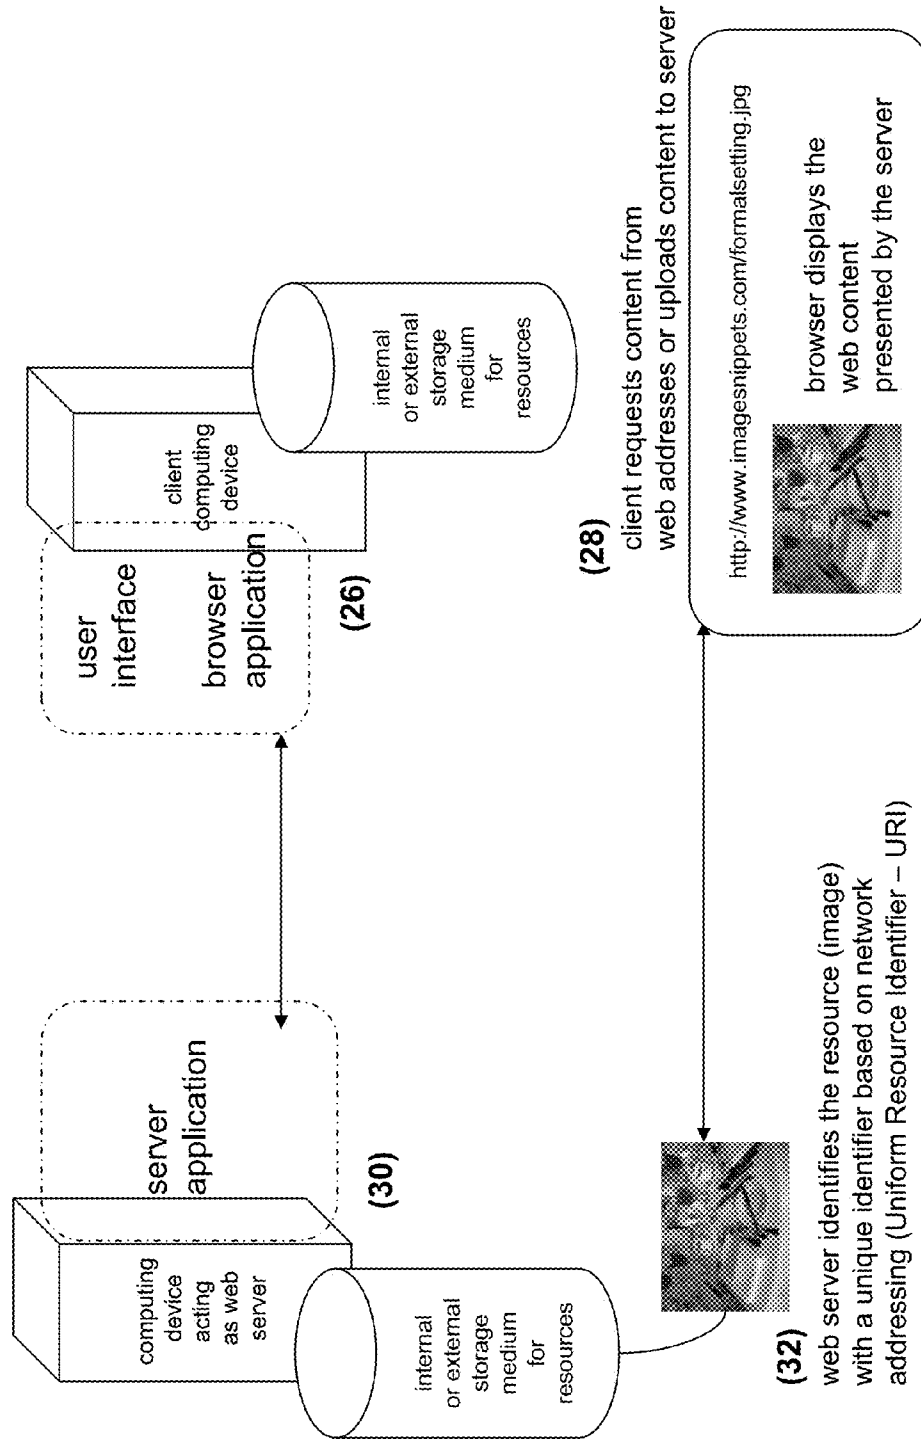 computing
device
acting
as web
server
server
application
(30)
internal
or external
storage
medium
for
resources
user
interface
browser
application
client
computing
device
(26)
internal
or external
storage
medium
for
resources
(32)
web server identifies the resource (image)
with a unique identifier based on network
addressing (Uniform Resource Identifier – URI)
(28)
client requests content from
web addresses or uploads content to server
http://www.imagesnippets.com/formalsetting.jpg
browser displays the
web content
presented by the server